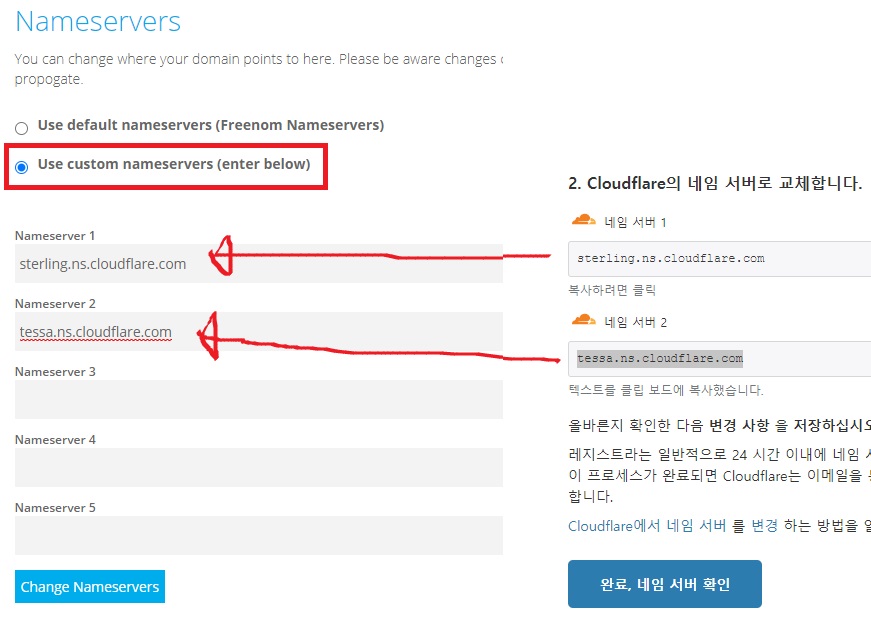 Nameservers
You can change where your domain points to here. Please be aware changes c
propogate.
Use default nameservers (Freenom Nameservers)
Use custom nameservers (enter below)
Nameserver 1
sterling.ns.cloudflare.com
Nameserver 2
tessa.ns.cloudflare.com
Nameserver 3
Nameserver 4
Nameserver 5
Change Nameservers
2. Cloudflare의 네임 서버로 교체합니다.
네임 서버 1
sterling.ns.cloudflare.com
복사하려면 클릭
네임 서버 2
tessa.ns.cloudflare.com
텍스트를 클립 보드에 복사했습니다.
올바른지 확인한 다음 변경 사항 을 저장하십시오
레지스트라는 일반적으로 24 시간 이내에 네임 서
이 프로세스가 완료되면 Cloudflare는 이메일을
합니다.
Cloudflare에서 네임 서버 를 변경 하는 방법을
완료, 네임 서버 확인